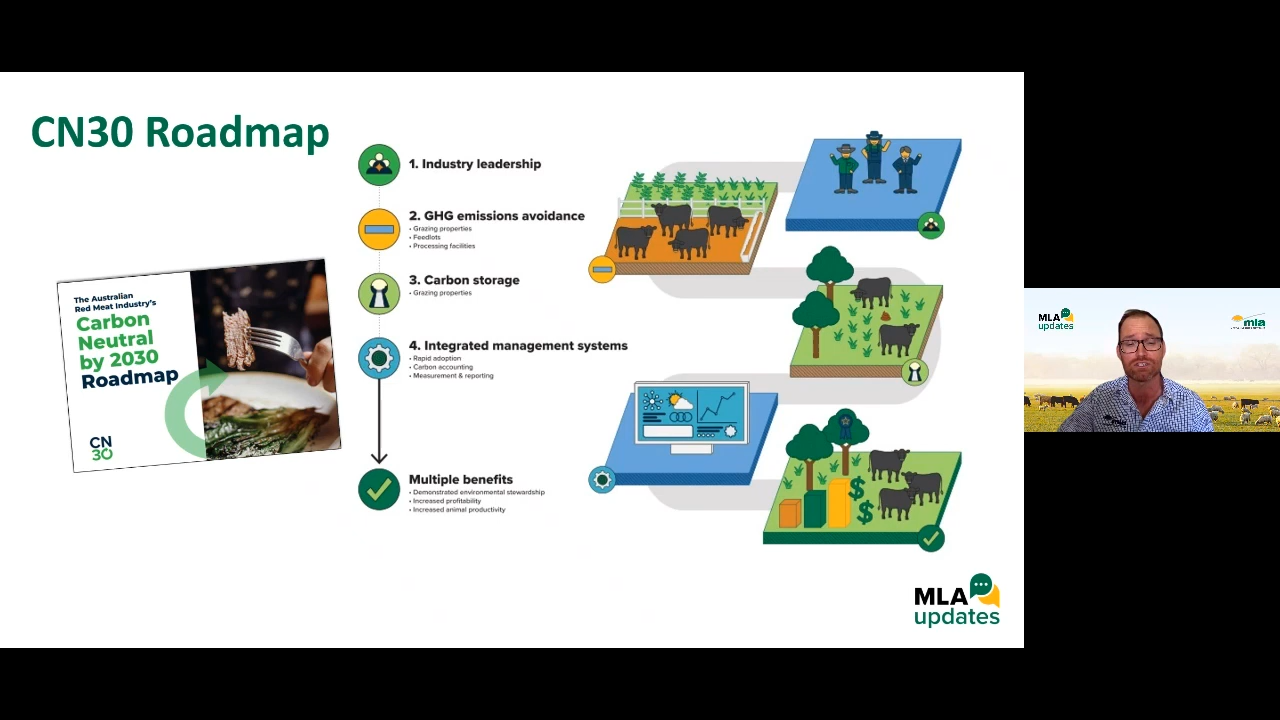 CN30 Roadmap
The Australian
Red Meat Industry's
Carbon
Neutral
by 2030
Roadmap
CN
30
1. Industry leadership
2. GHG emissions avoidance
• Grazing properties
• Feedlots
• Processing facilities
3. Carbon storage
• Grazing properties
4. Integrated management systems
• Rapid adoption
• Carbon accounting
• Measurement & reporting
Multiple benefits
• Demonstrated environmental stewardship
• Increased profitability
• Increased animal productivity
$
$
MLA
updates
MLA
updates
mla